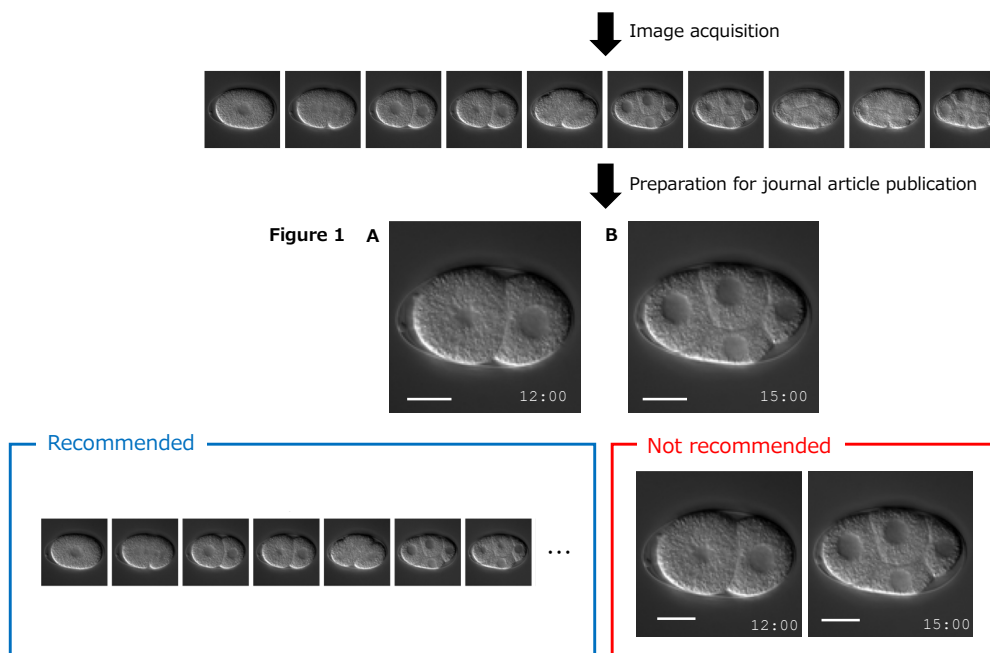 Image acquisition
Preparation for journal article publication
Figure 1 A B
12:00 15:00
Recommended
Not recommended
...
12:00 15:00